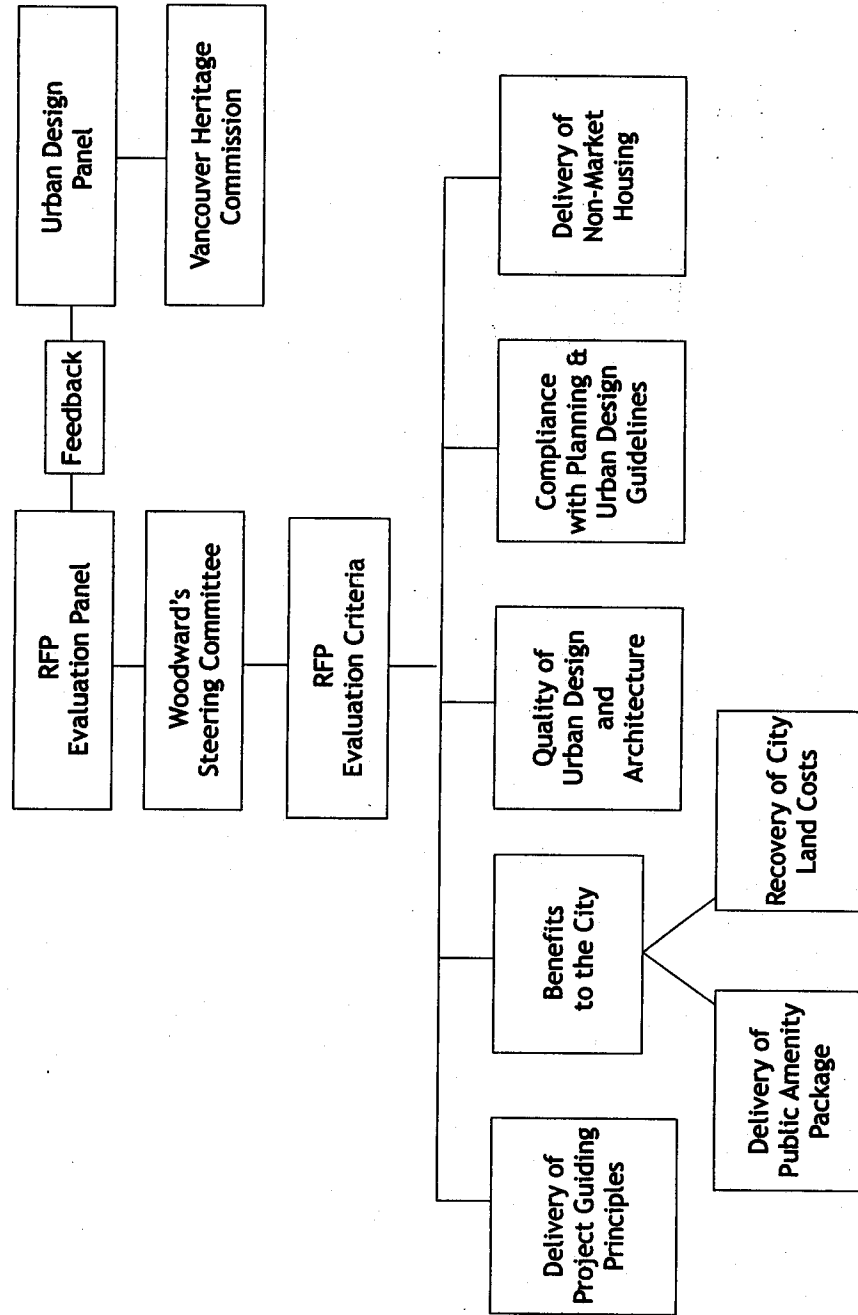 RFP
Evaluation Panel
Feedback
Urban Design
Panel
Woodward's
Steering Committee
Vancouver Heritage
Commission
RFP
Evaluation Criteria
Delivery of
Project Guiding
Principles
Benefits
to the City
Quality of
Urban Design
and
Architecture
Compliance
with Planning &
Urban Design
Guidelines
Delivery of
Non-Market
Housing
Delivery of
Public Amenity
Package
Recovery of City
Land Costs